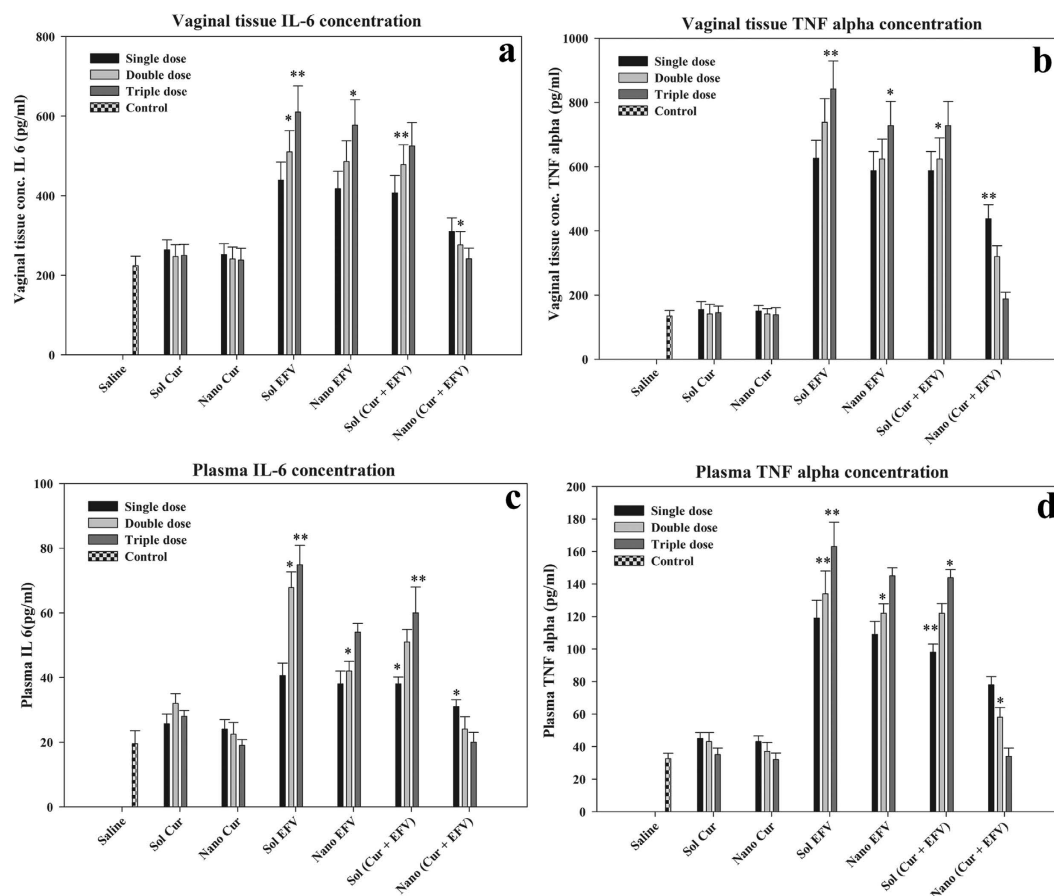 Vaginal tissue IL-6 concentration
a
Vaginal tissue conc. IL 6 (pg/ml)
800
600
400
200
0
Single dose
Double dose
Triple dose
Control
*
**
*
**
*
Saline
Sol Cur
Nano Cur
Sol EFV
Nano EFV
Sol (Cur + EFV)
Nano (Cur + EFV)
Vaginal tissue TNF alpha concentration
b
Vaginal tissue conc. TNF alpha (pg/ml)
1000
800
600
400
200
0
Single dose
Double dose
Triple dose
Control
**
*
*
**
Saline
Sol Cur
Nano Cur
Sol EFV
Nano EFV
Sol (Cur + EFV)
Nano (Cur + EFV)
Plasma IL-6 concentration
c
Plasma IL 6(pg/ml)
100
80
60
40
20
0
Single dose
Double dose
Triple dose
Control
*
**
*
*
**
*
Saline
Sol Cur
Nano Cur
Sol EFV
Nano EFV
Sol (Cur + EFV)
Nano (Cur + EFV)
Plasma TNF alpha concentration
d
Plasma TNF alpha (pg/ml)
200
180
160
140
120
100
80
60
40
20
0
Single dose
Double dose
Triple dose
Control
**
**
*
**
*
*
Saline
Sol Cur
Nano Cur
Sol EFV
Nano EFV
Sol (Cur + EFV)
Nano (Cur + EFV)